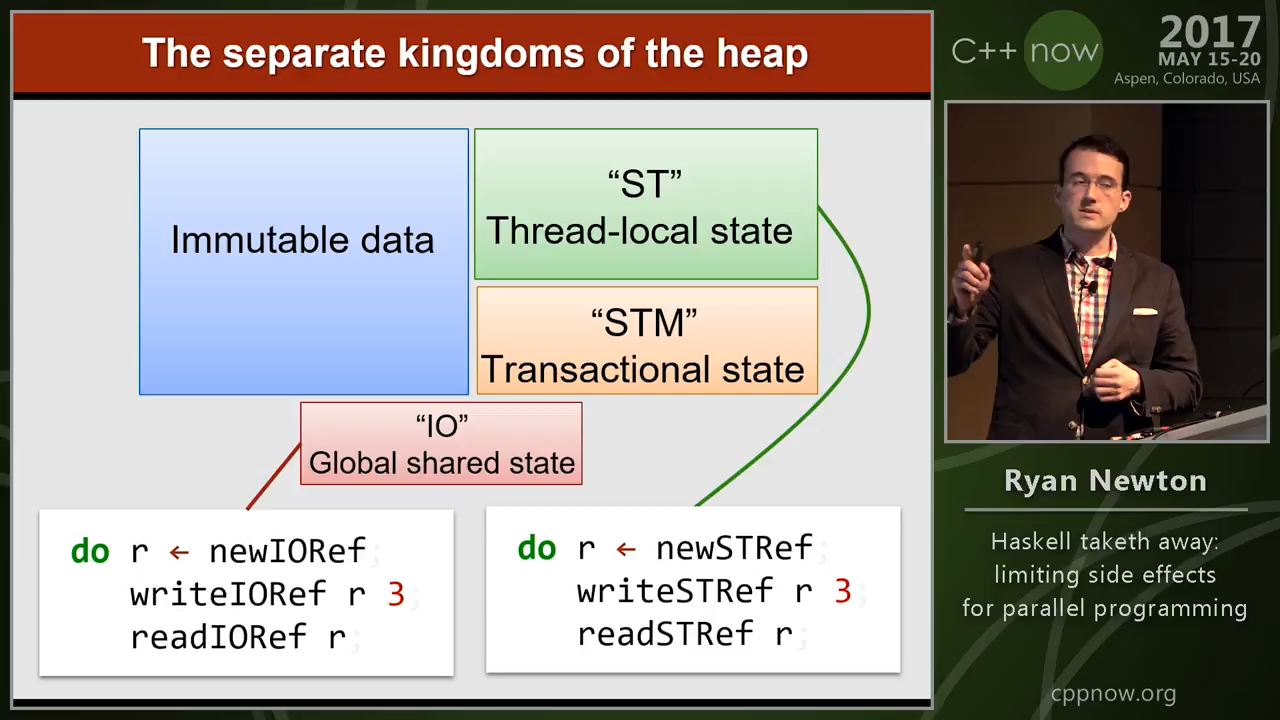 The separate kingdoms of the heap
Immutable data
“ST”
Thread-local state
“STM”
Transactional state
“IO”
Global shared state
do r ← newIORef;
writeIORef r 3;
readIORef r;
do r ← newSTRef;
writeSTRef r 3;
readSTRef r;
C++ now
2017
MAY 15-20
Aspen, Colorado, USA
Ryan Newton
Haskell taketh away:
limiting side effects
for parallel programming
cppnow.org